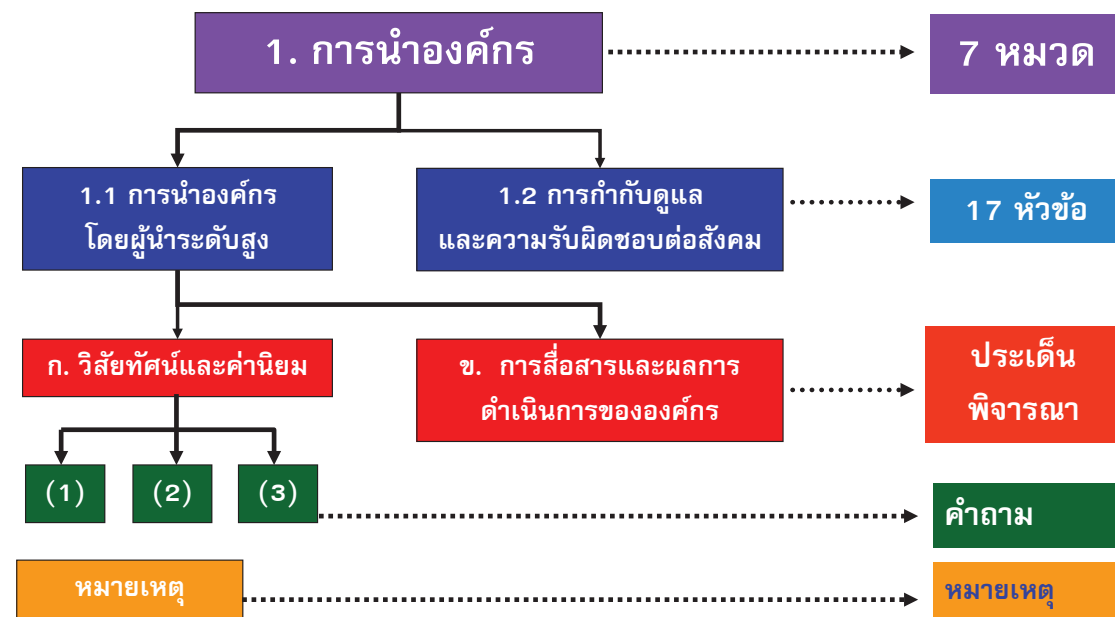 1. การนำองค์กร
7 หมวด
1.1 การนำองค์กร
โดยผู้นำระดับสูง
1.2 การกำกับดูแล
และความรับผิดชอบต่อสังคม
17 หัวข้อ
ก. วิสัยทัศน์และค่านิยม
ข. การสื่อสารและผลการ
ดำเนินการขององค์กร
ประเด็น
พิจารณา
(1)
(2)
(3)
คำถาม
หมายเหตุ
หมายเหตุ